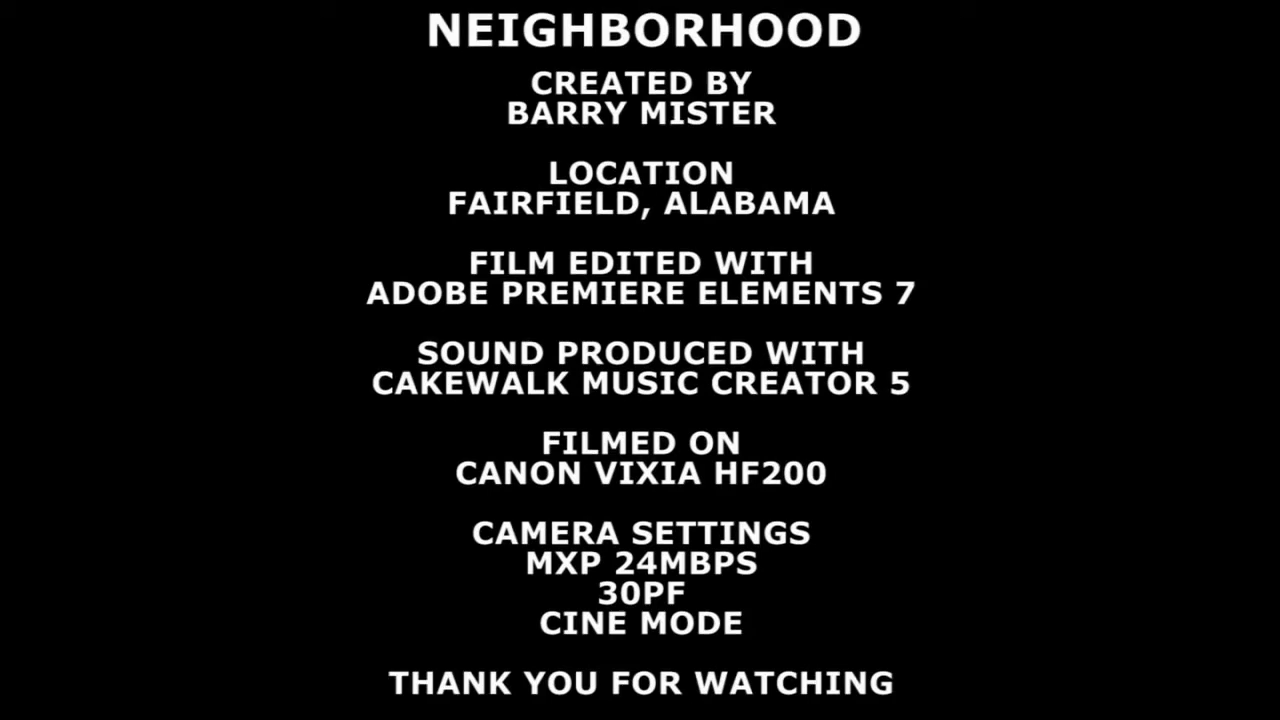 NEIGHBORHOOD
CREATED BY
BARRY MISTER
LOCATION
FAIRFIELD, ALABAMA
FILM EDITED WITH
ADOBE PREMIERE ELEMENTS 7
SOUND PRODUCED WITH
CAKEWALK MUSIC CREATOR 5
FILMED ON
CANON VIXIA HF200
CAMERA SETTINGS
MXP 24MBPS
30PF
CINE MODE
THANK YOU FOR WATCHING